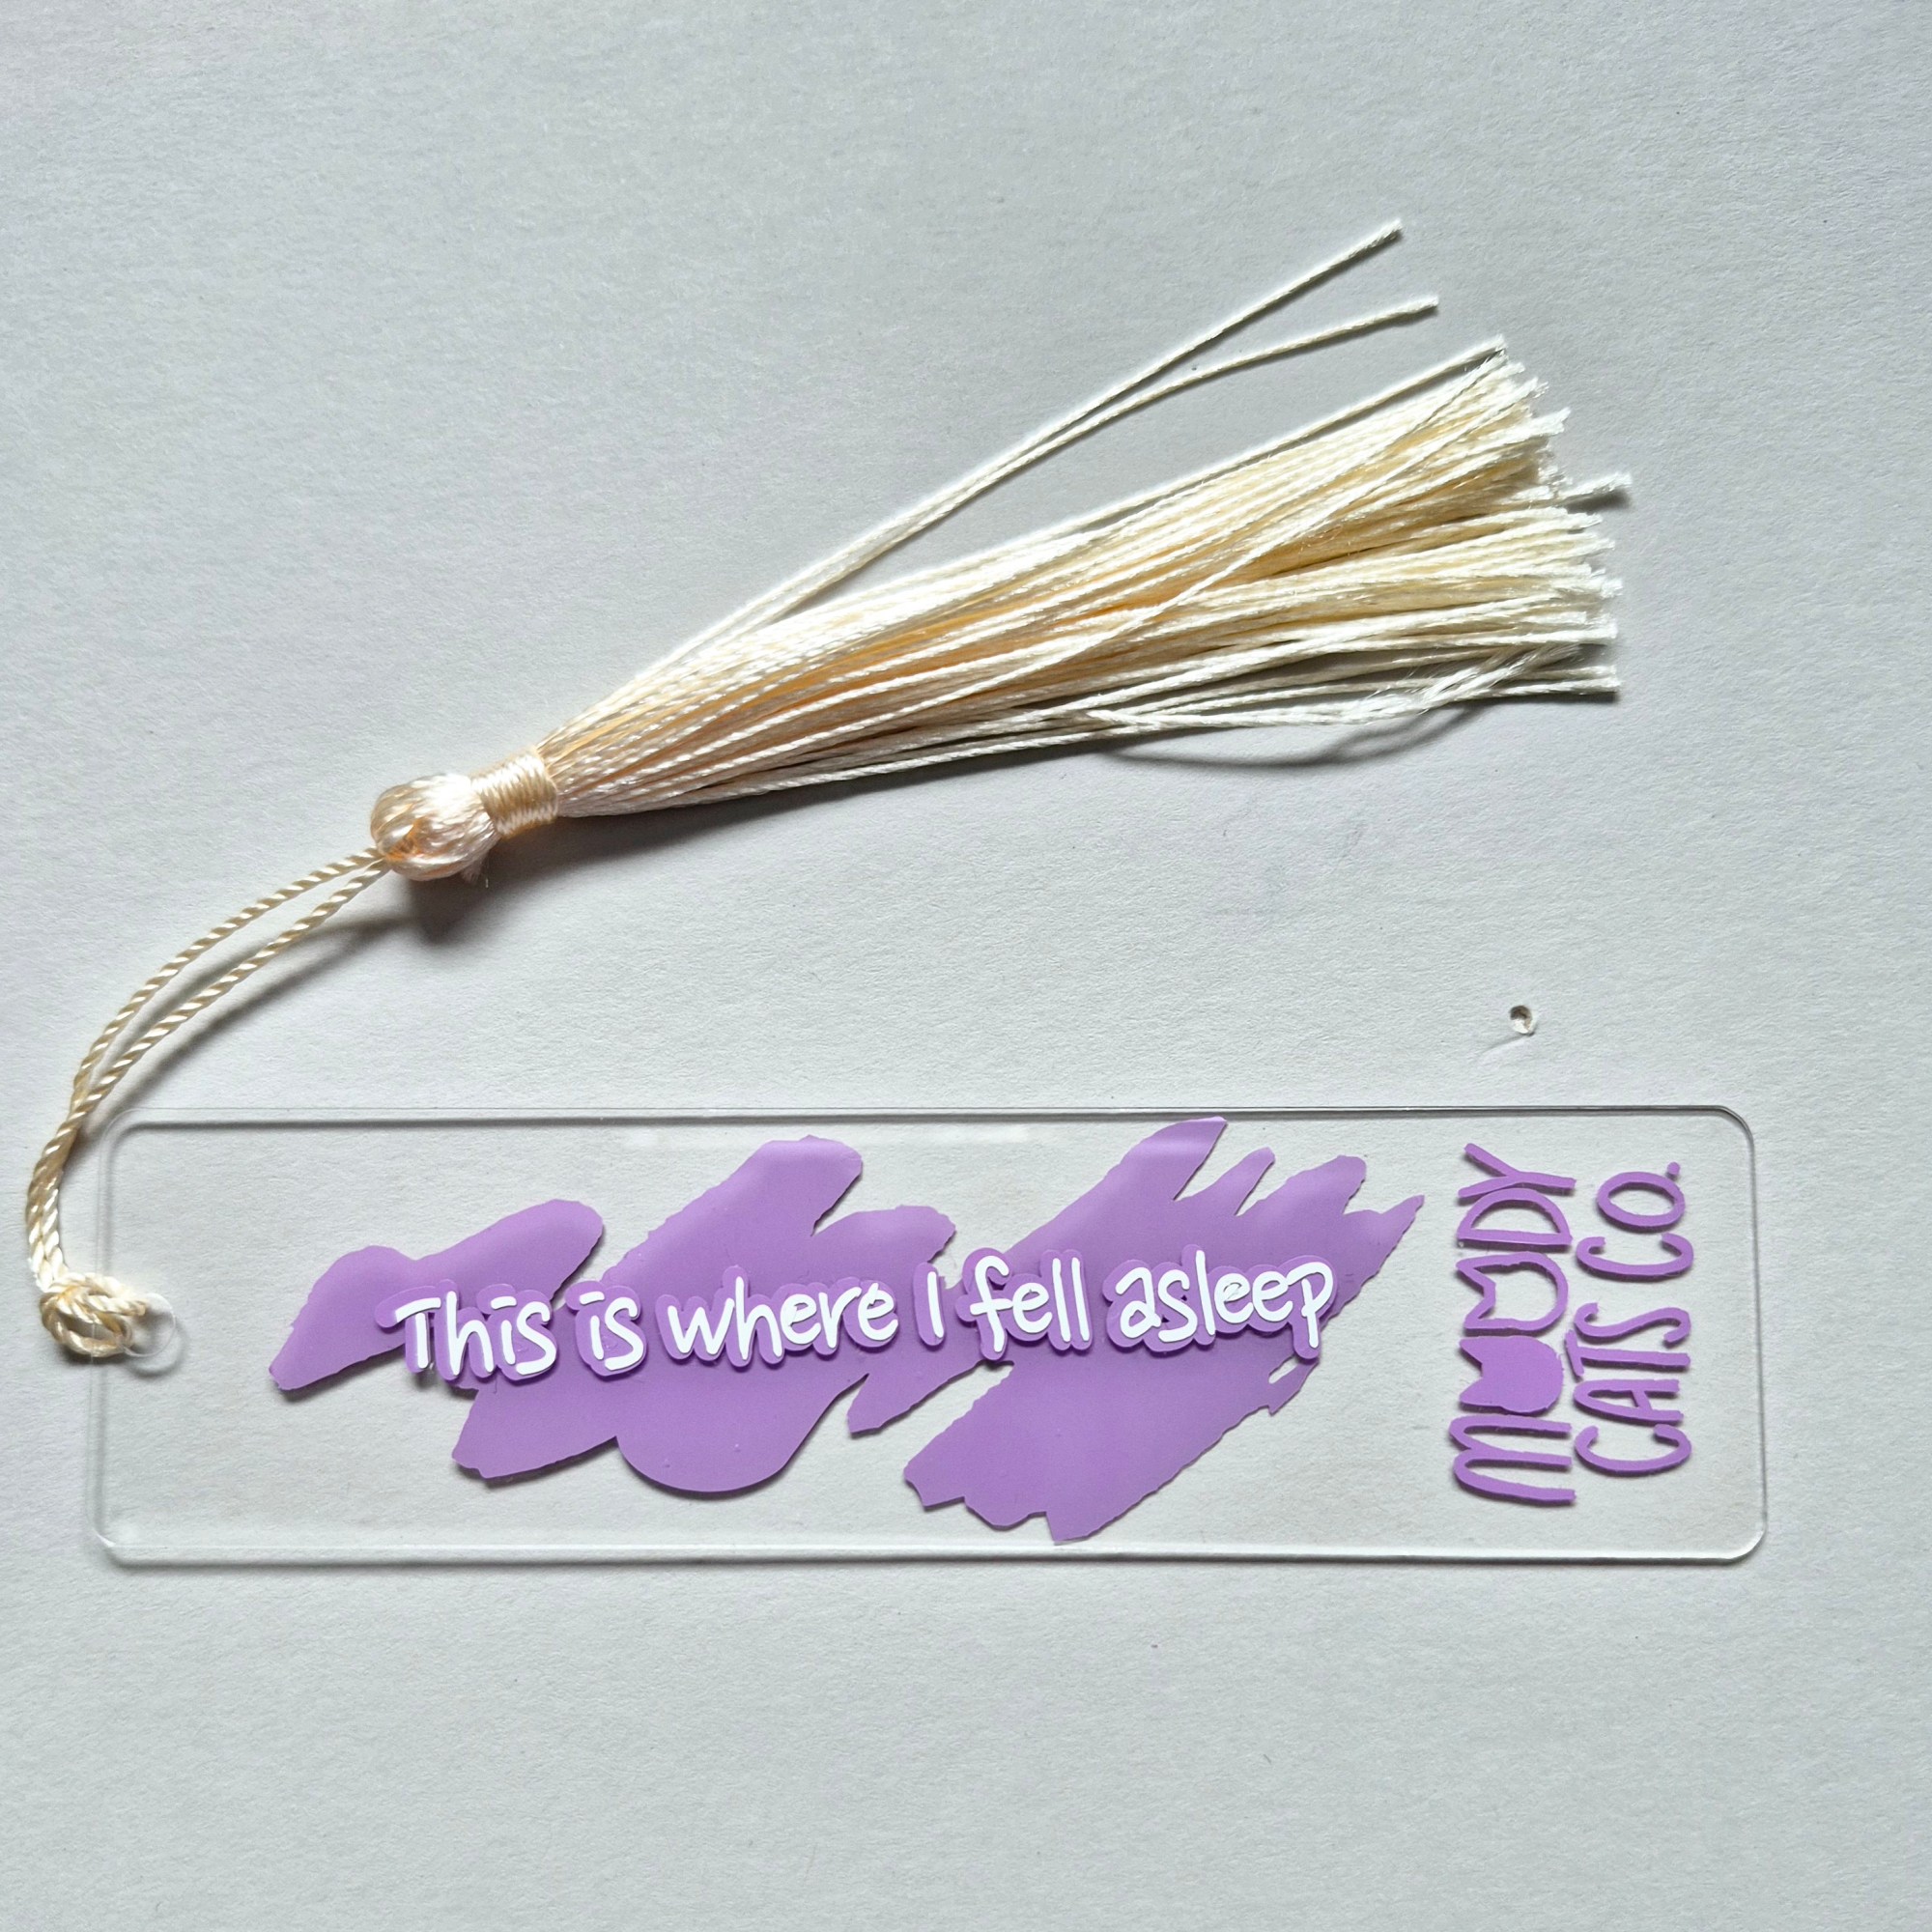 This is where I fell asleep
MOODY
CATS CO.